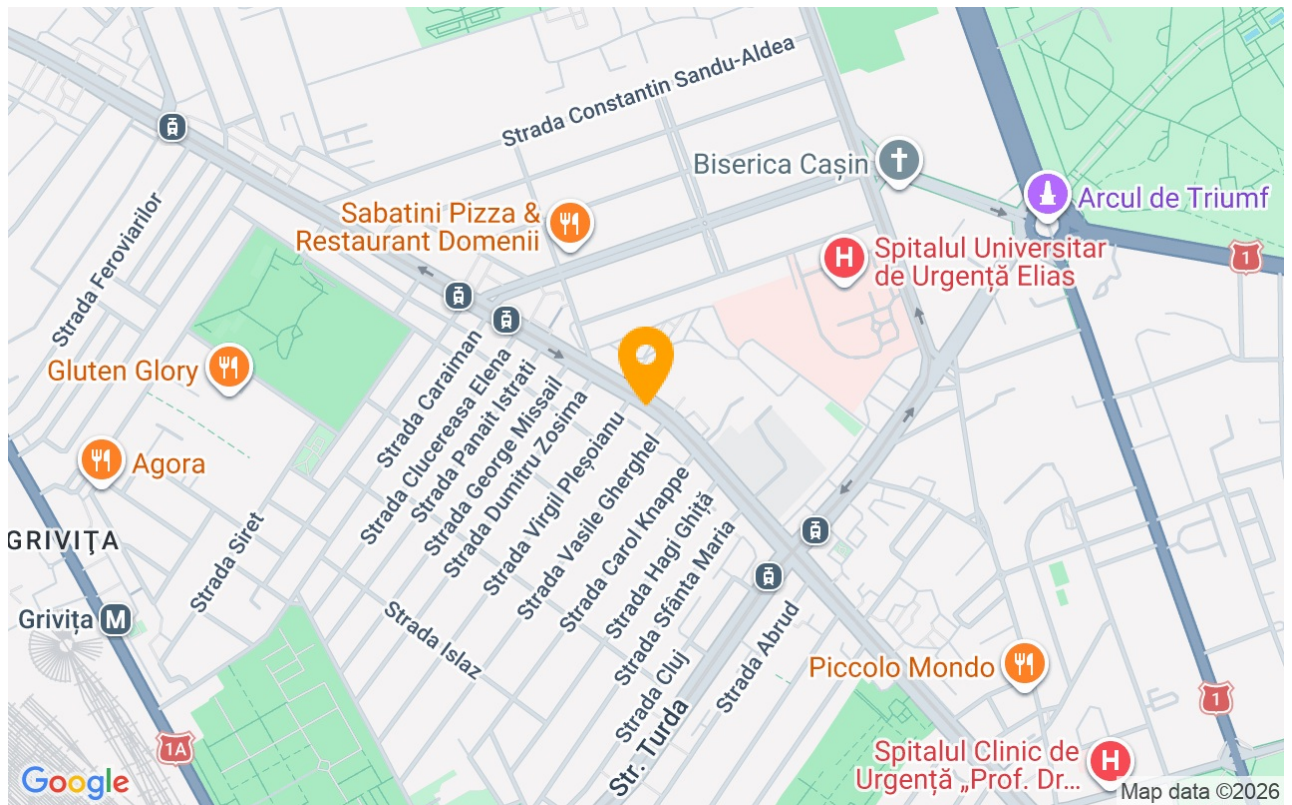 Strada Constantin Sandu-Aldea
Biserica Cașin
Arcul de Triumf
Sabatini Pizza &
Restaurant Domenii
Spitalul Universitar
de Urgență Elias
1
Strada Feroviarilor
Gluten Glory
Agora
Strada Caraiman
Strada Clucereasa Elena
Strada Panait Istrati
Strada George Missail
Strada Dumitru Zosima
Strada Virgil Pleșoianu
Strada Vasile Gherghel
Strada Carol Knappe
Strada Hagi Ghiță
Strada Sfânta Maria
Strada Cluj
Str. Turda
Strada Abrud
GRIVIȚA
Strada Siret
Grivița M
Strada Islaz
Piccolo Mondo
1
1A
Spitalul Clinic de
Urgență „Prof. Dr...
Google
Map data ©2026